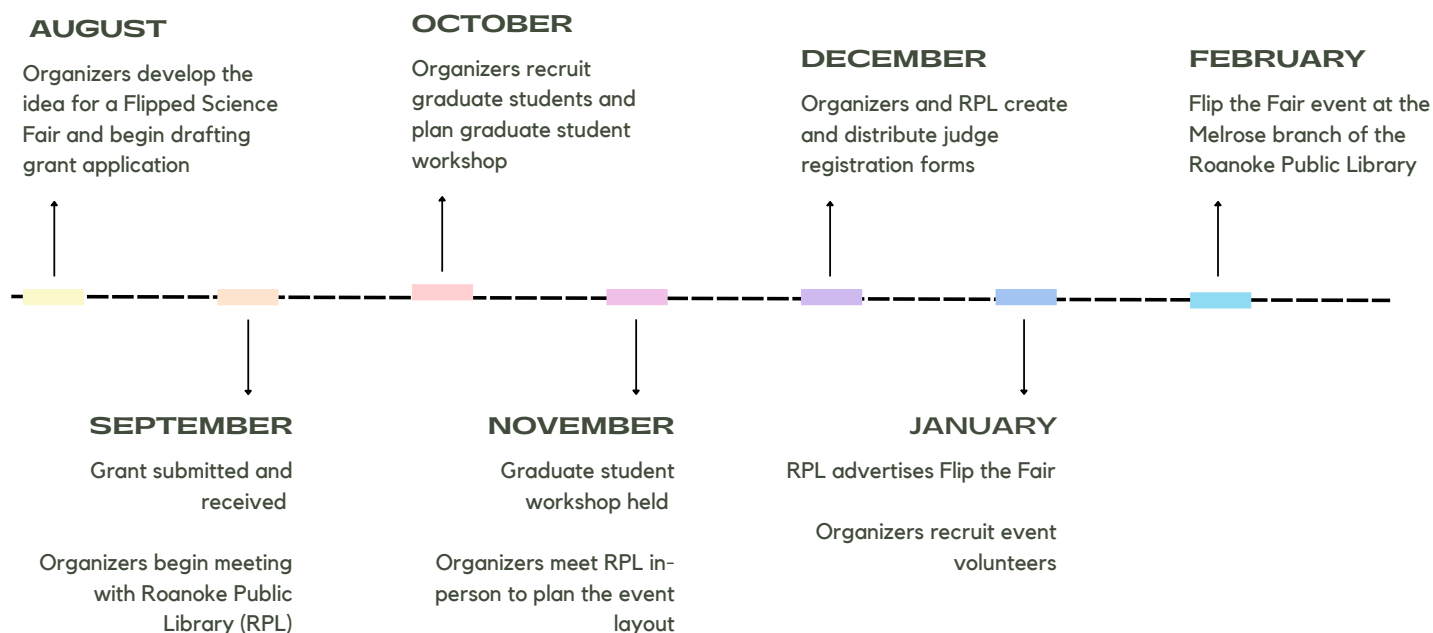 AUGUST
Organizers develop the
idea for a Flipped Science
Fair and begin drafting
grant application
SEPTEMBER
Grant submitted and
received
Organizers begin meeting
with Roanoke Public
Library (RPL)
OCTOBER
Organizers recruit
graduate students and
plan graduate student
workshop
NOVEMBER
Graduate student
workshop held
Organizers meet RPL in-
person to plan the event
layout
DECEMBER
Organizers and RPL create
and distribute judge
registration forms
JANUARY
RPL advertises Flip the Fair
Organizers recruit event
volunteers
FEBRUARY
Flip the Fair event at the
Melrose branch of the
Roanoke Public Library